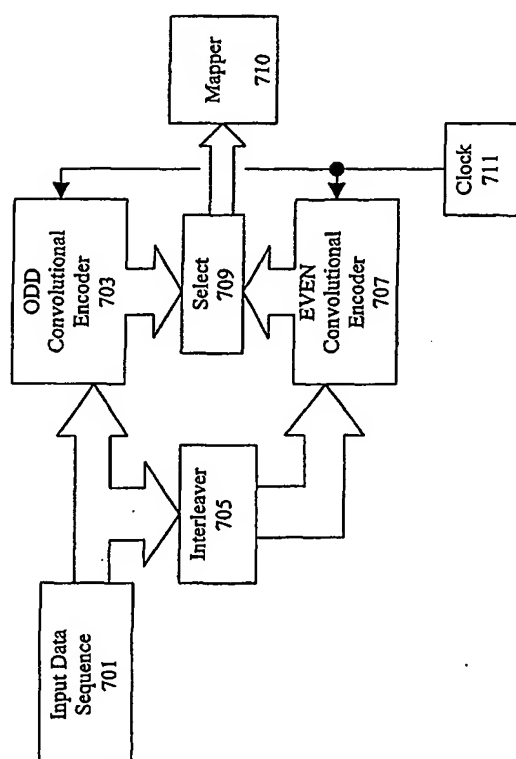 Input Data
Sequence
701
ODD
Convolutional
Encoder
703
Interleaver
705
Select
709
Mapper
710
EVEN
Convolutional
Encoder
707
Clock
711